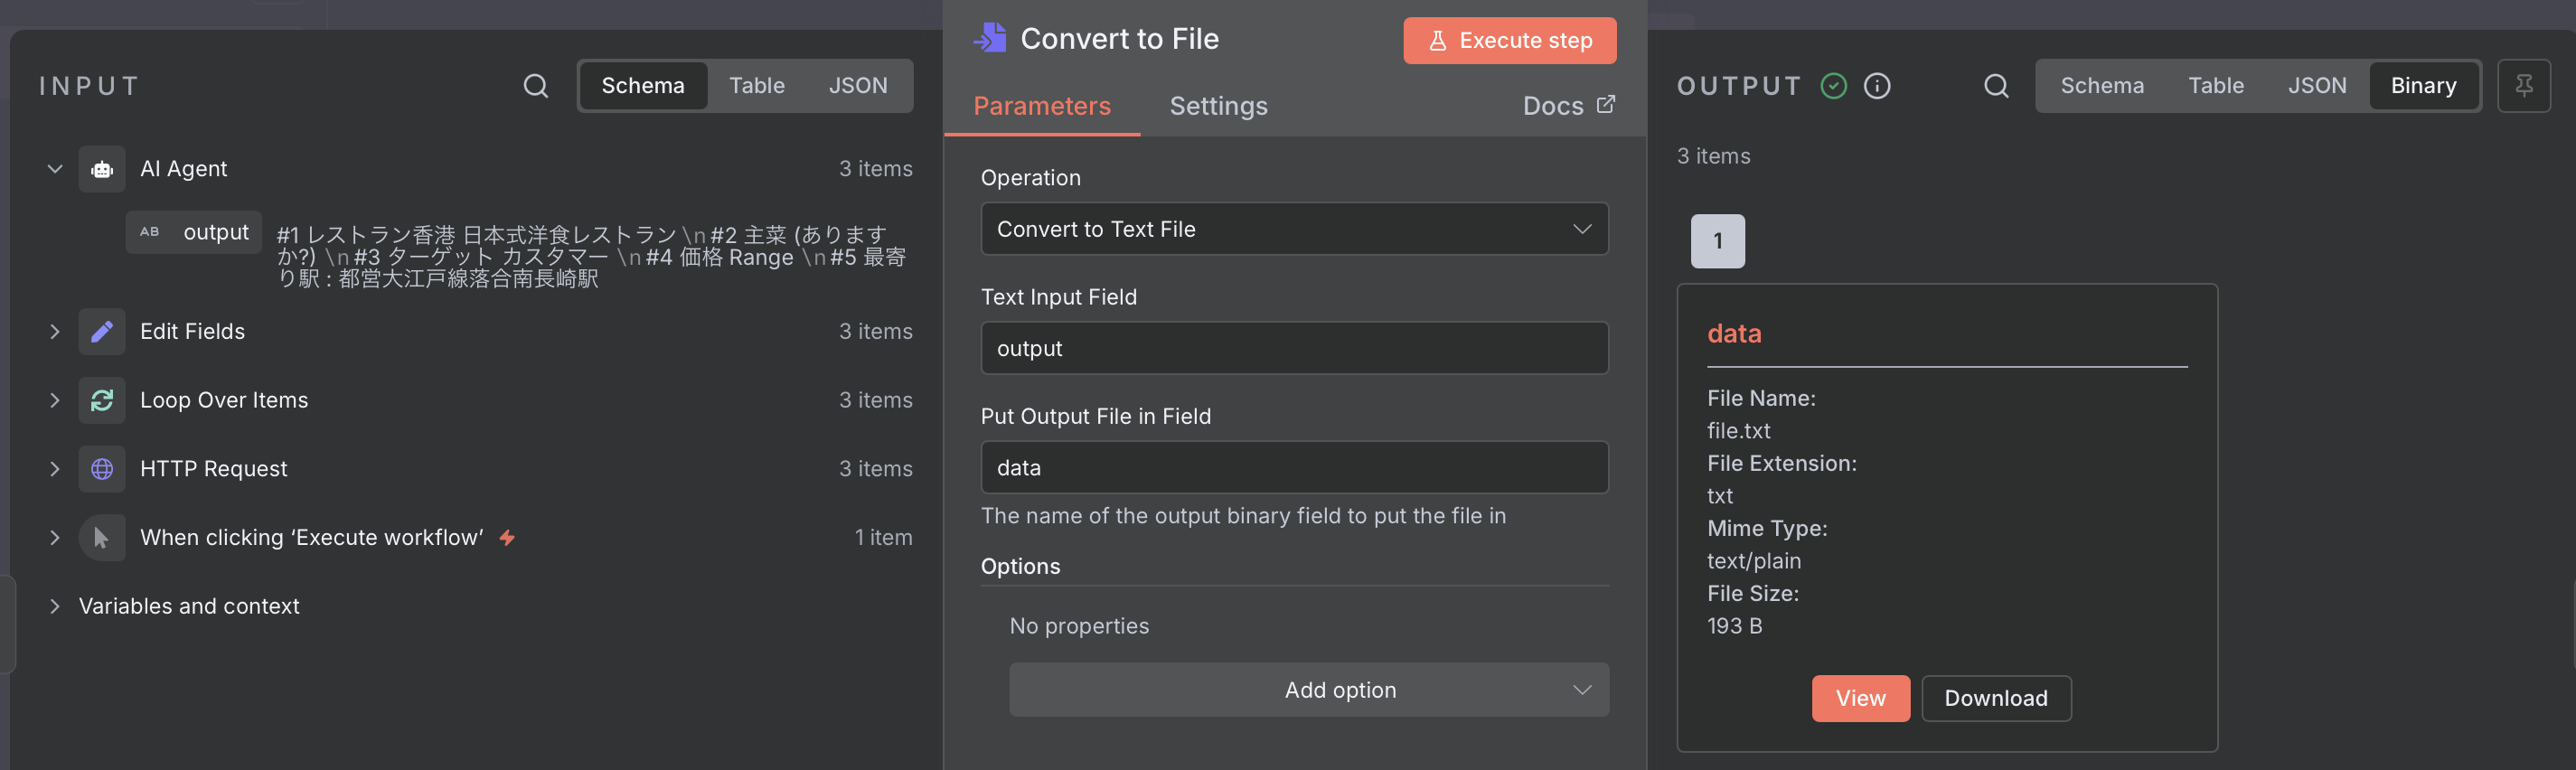 INPUT
Schema
Table
JSON
AI Agent
3 items
AB output
#1 レストラン香港 日本式洋食レストラン \n #2 主菜 (あります
か?) \n #3 ターゲット カスタマー \n #4 価格 Range \n #5 最寄
り駅 : 都営大江戸線落合南長崎駅
Edit Fields
3 items
Loop Over Items
3 items
HTTP Request
3 items
When clicking ‘Execute workflow’
1 item
Variables and context
Convert to File
Execute step
Parameters
Settings
Docs
Operation
Convert to Text File
Text Input Field
output
Put Output File in Field
data
The name of the output binary field to put the file in
Options
No properties
Add option
OUTPUT
Schema
Table
JSON
Binary
3 items
1
data
File Name:
file.txt
File Extension:
txt
Mime Type:
text/plain
File Size:
193 B
View
Download